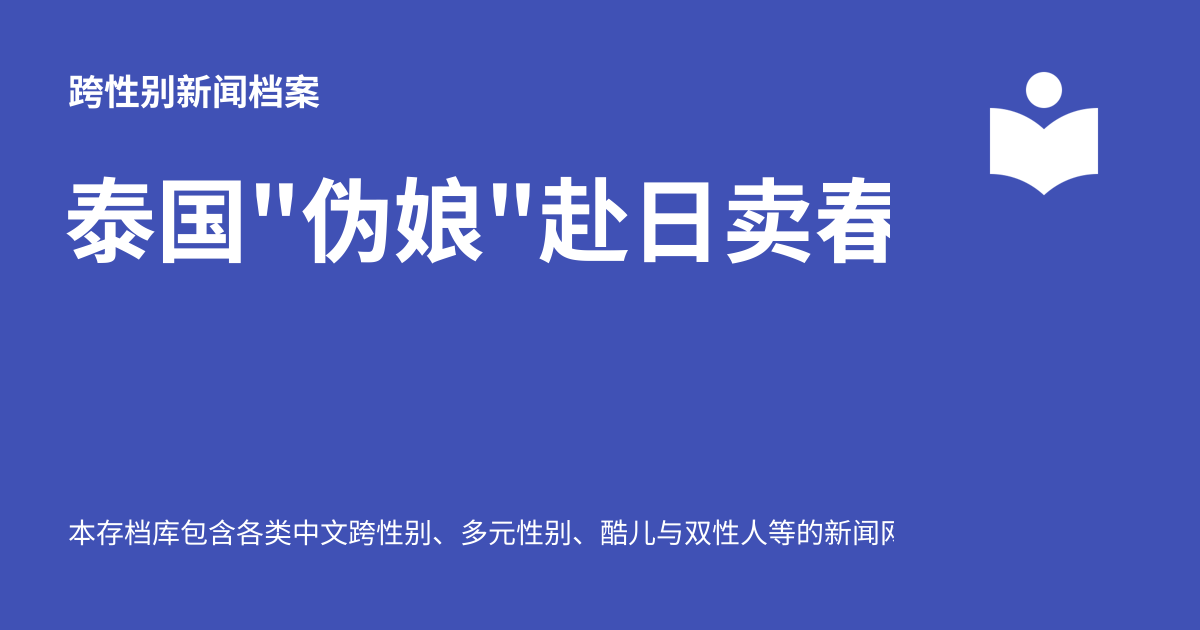 跨性别新闻档案
泰国"伪娘"赴日卖春
本存档库包含各类中文跨性别、多元性别、酷儿与双性人等的新闻网